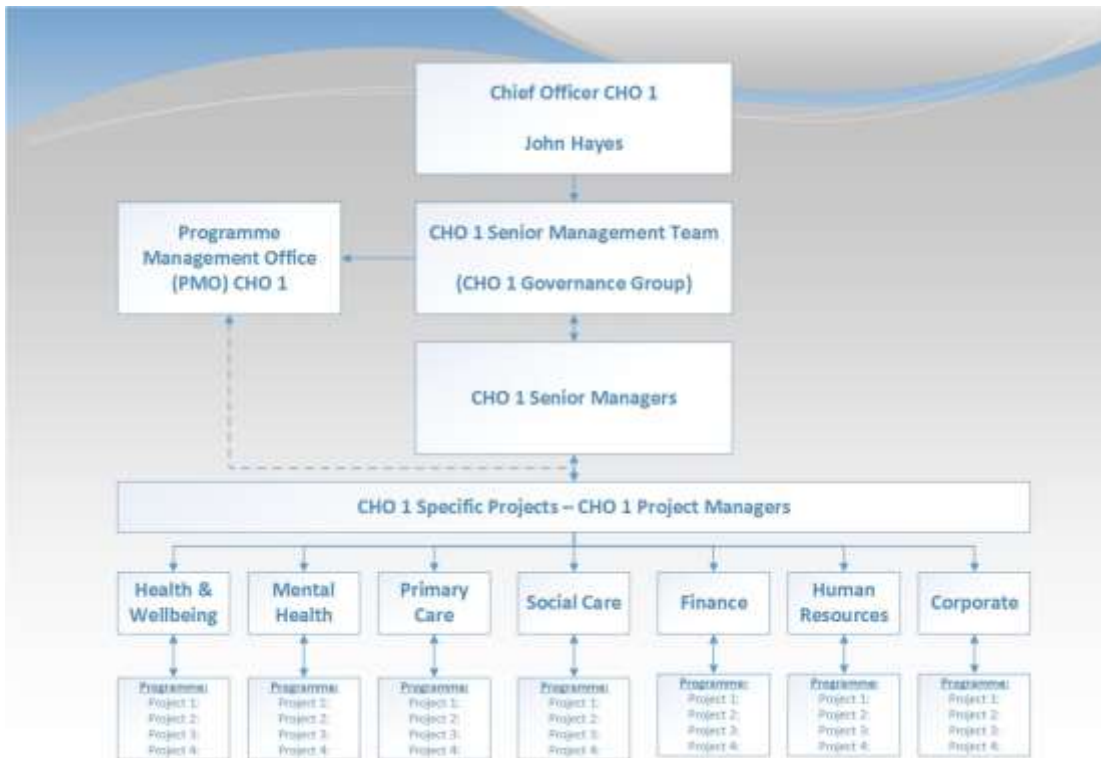 Chief Officer CHO 1
John Hayes
Programme
Management Office
(PMO) CHO 1
CHO 1 Senior Management Team
(CHO 1 Governance Group)
CHO 1 Senior Managers
CHO 1 Specific Projects – CHO 1 Project Managers
Health &
Wellbeing
Mental
Health
Primary
Care
Social Care
Finance
Human
Resources
Corporate
Programme:
Project 1:
Project 2:
Project 3:
Project 4:
Programme:
Project 1:
Project 2:
Project 3:
Project 4:
Programme:
Project 1:
Project 2:
Project 3:
Project 4:
Programme:
Project 1:
Project 2:
Project 3:
Project 4:
Programme:
Project 1:
Project 2:
Project 3:
Project 4:
Programme:
Project 1:
Project 2:
Project 3:
Project 4:
Programme:
Project 1:
Project 2:
Project 3:
Project 4: